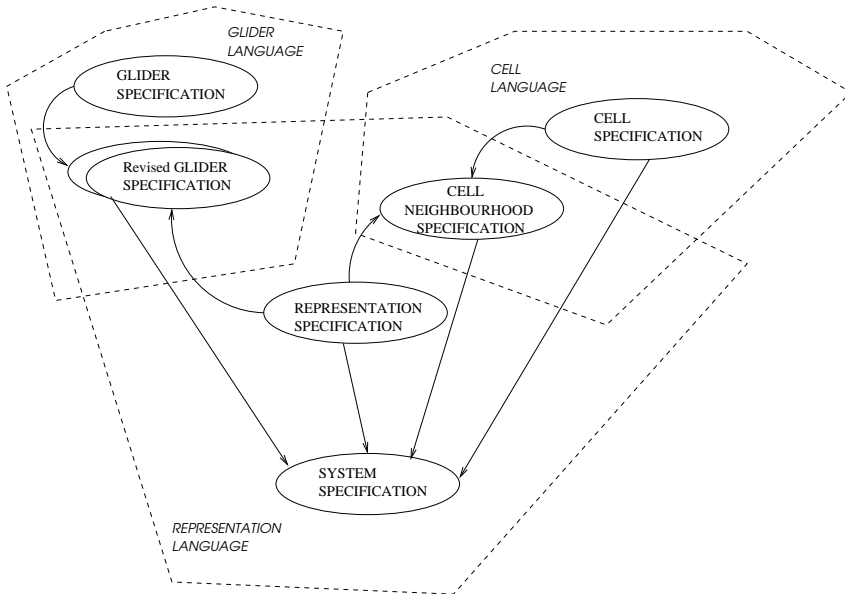 GLIDER
LANGUAGE
GLIDER
SPECIFICATION
CELL
LANGUAGE
CELL
SPECIFICATION
Revised GLIDER
SPECIFICATION
CELL
NEIGHBOURHOOD
SPECIFICATION
REPRESENTATION
SPECIFICATION
SYSTEM
SPECIFICATION
REPRESENTATION
LANGUAGE